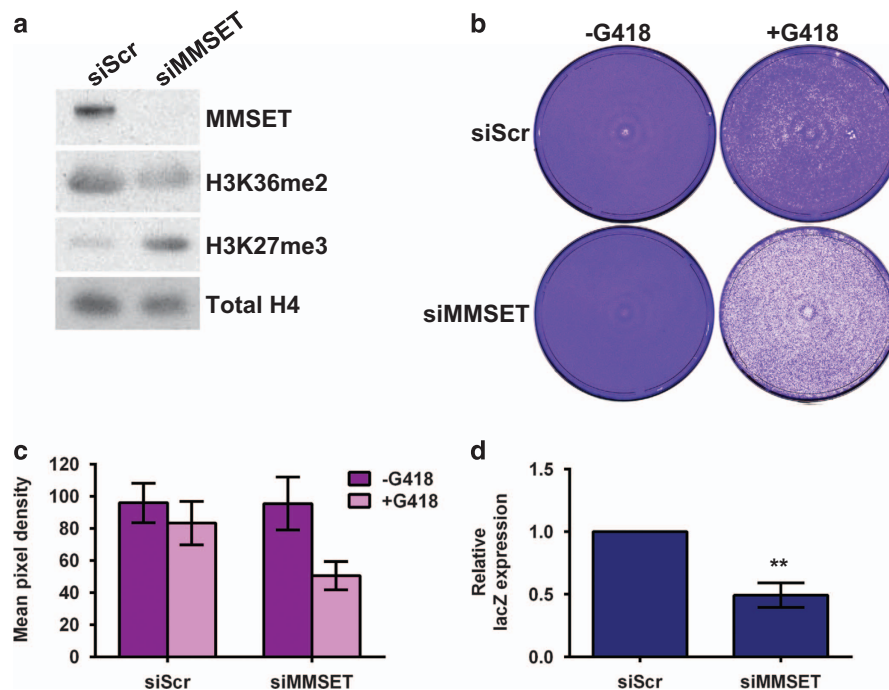 a
siScr
siMMSET
MMSET
H3K36me2
H3K27me3
Total H4
b
-G418
+G418
siScr
siMMSET
c
Mean pixel density
120
100
80
60
40
20
0
-G418
+G418
siScr
siMMSET
d
Relative
lacZ expression
1.5
1.0
0.5
0.0
**
siScr
siMMSET